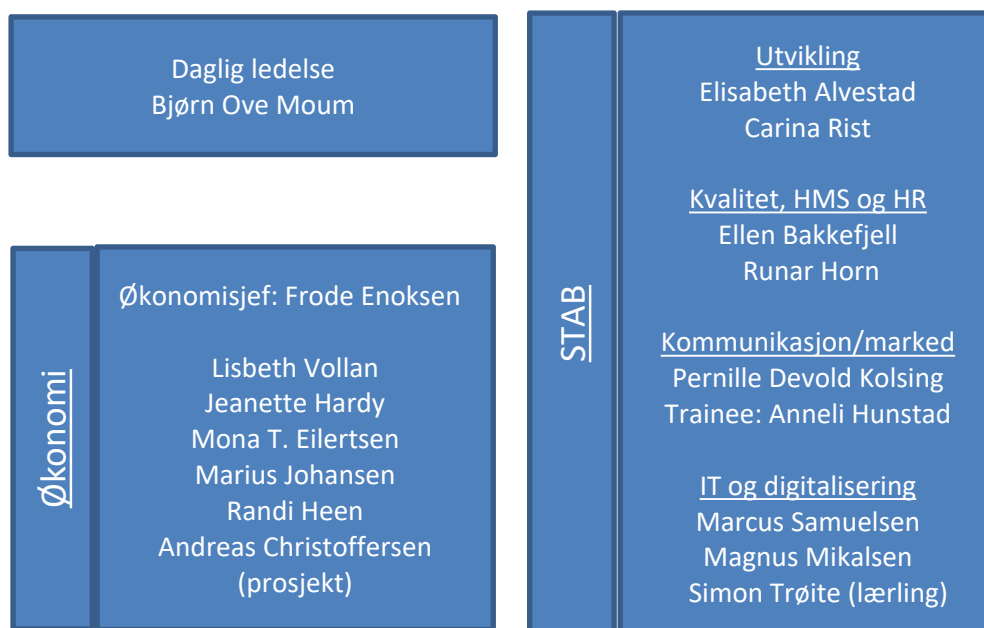 Daglig ledelse
Bjørn Ove Moum
Økonomi
Økonomisjef: Frode Enoksen
Lisbeth Vollan
Jeanette Hardy
Mona T. Eilertsen
Marius Johansen
Randi Heen
Andreas Christoffersen
(prosjekt)
STAB
Utvikling
Elisabeth Alvestad
Carina Rist
Kvalitet, HMS og HR
Ellen Bakkefjell
Runar Horn
Kommunikasjon/marked
Pernille Devold Kolsing
Trainee: Anneli Hunstad
IT og digitalisering
Marcus Samuelsen
Magnus Mikalsen
Simon Trøite (lærling)